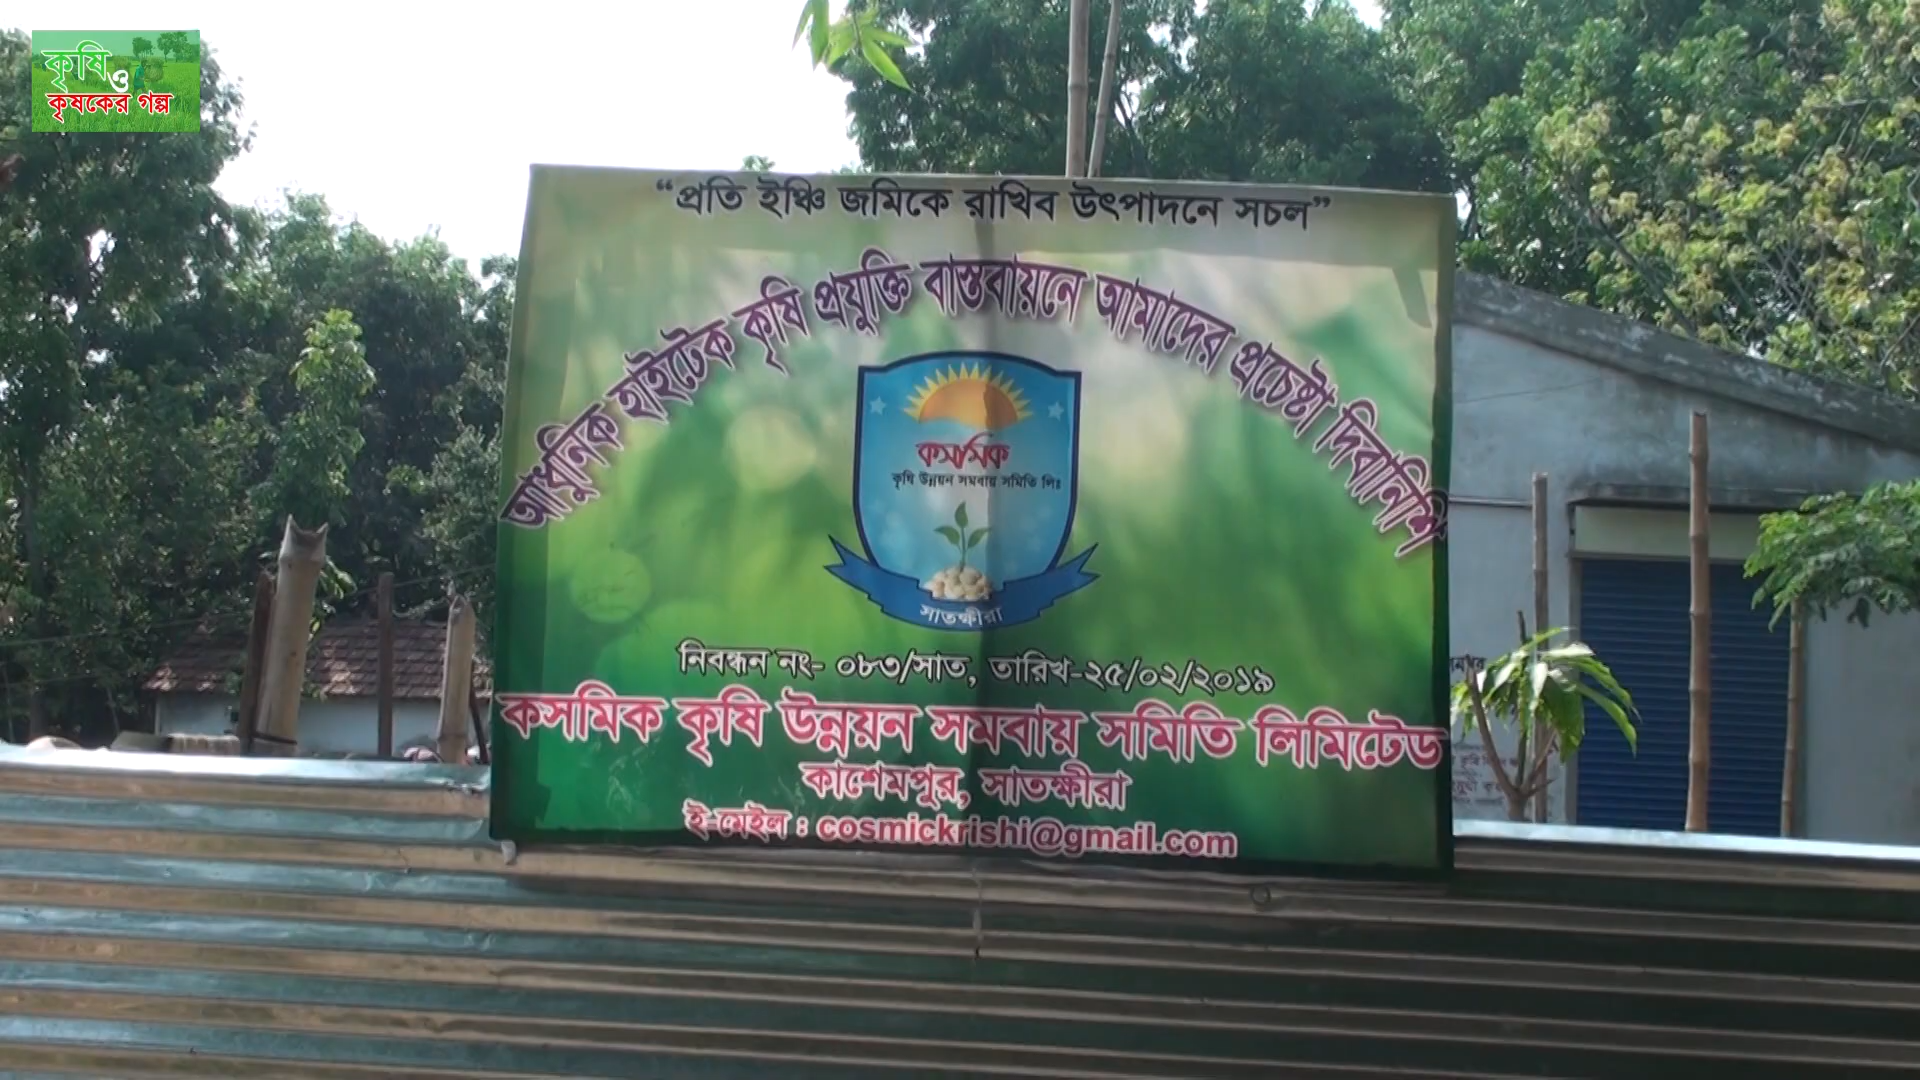 কৃষি
ও
কৃষকের গল্প
“প্রতি ইঞ্চি জমিকে রাখিব উৎপাদনে সচল”
আধুনিক হাইটেক কৃষি প্রযুক্তি বাস্তবায়নে আমাদের প্রচেষ্টা দিবানিশি
কসমিক
কৃষি উন্নয়ন সমবায় সমিতি লিঃ
সাতক্ষীরা
নিবন্ধন নং- ০৮৩/সাত, তারিখ-২৫/০২/২০১৯
কসমিক কৃষি উন্নয়ন সমবায় সমিতি লিমিটেড
কাশেমপুর, সাতক্ষীরা
ই-মেইল : cosmickrishi@gmail.com